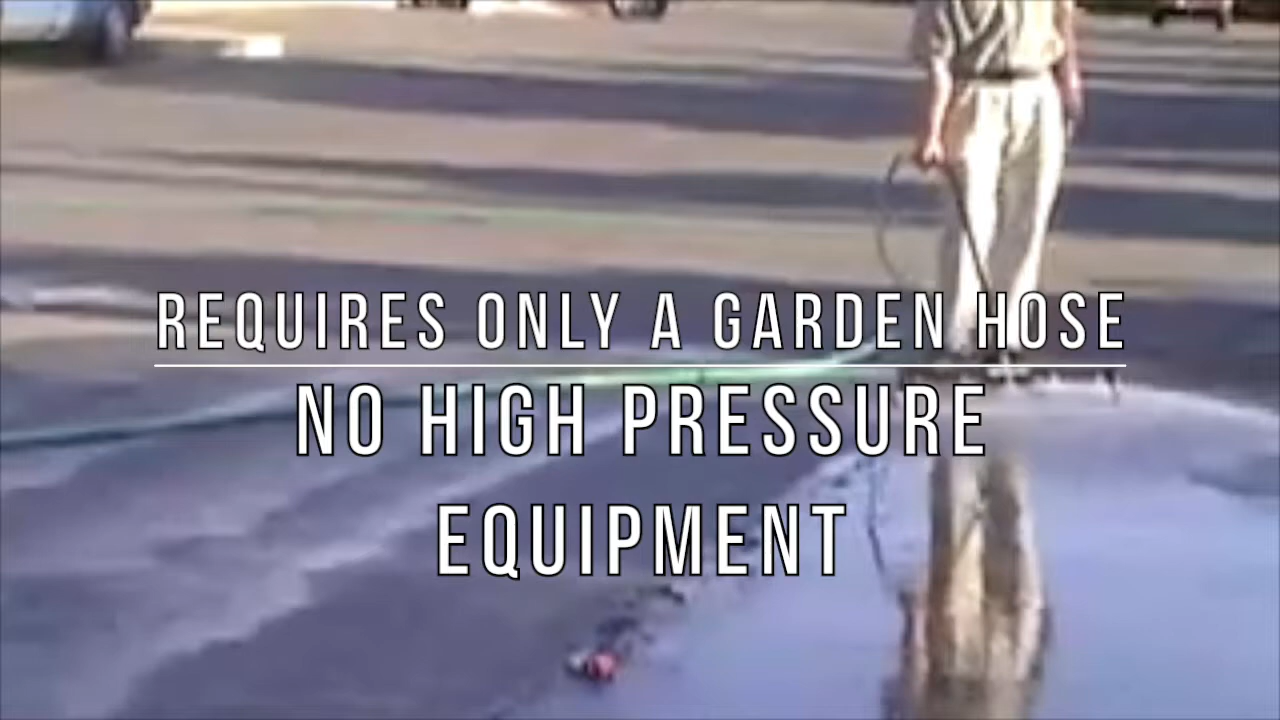 REQUIRES ONLY A GARDEN HOSE
NO HIGH PRESSURE
EQUIPMENT